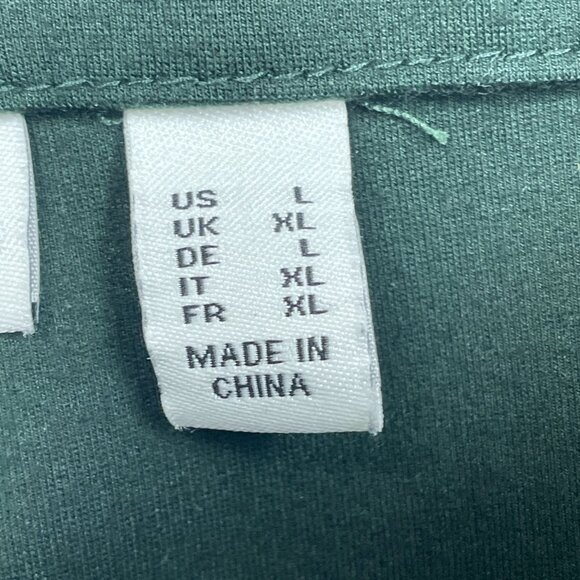 US L
UK XL
DE L
IT XL
FR XL
MADE IN
CHINA